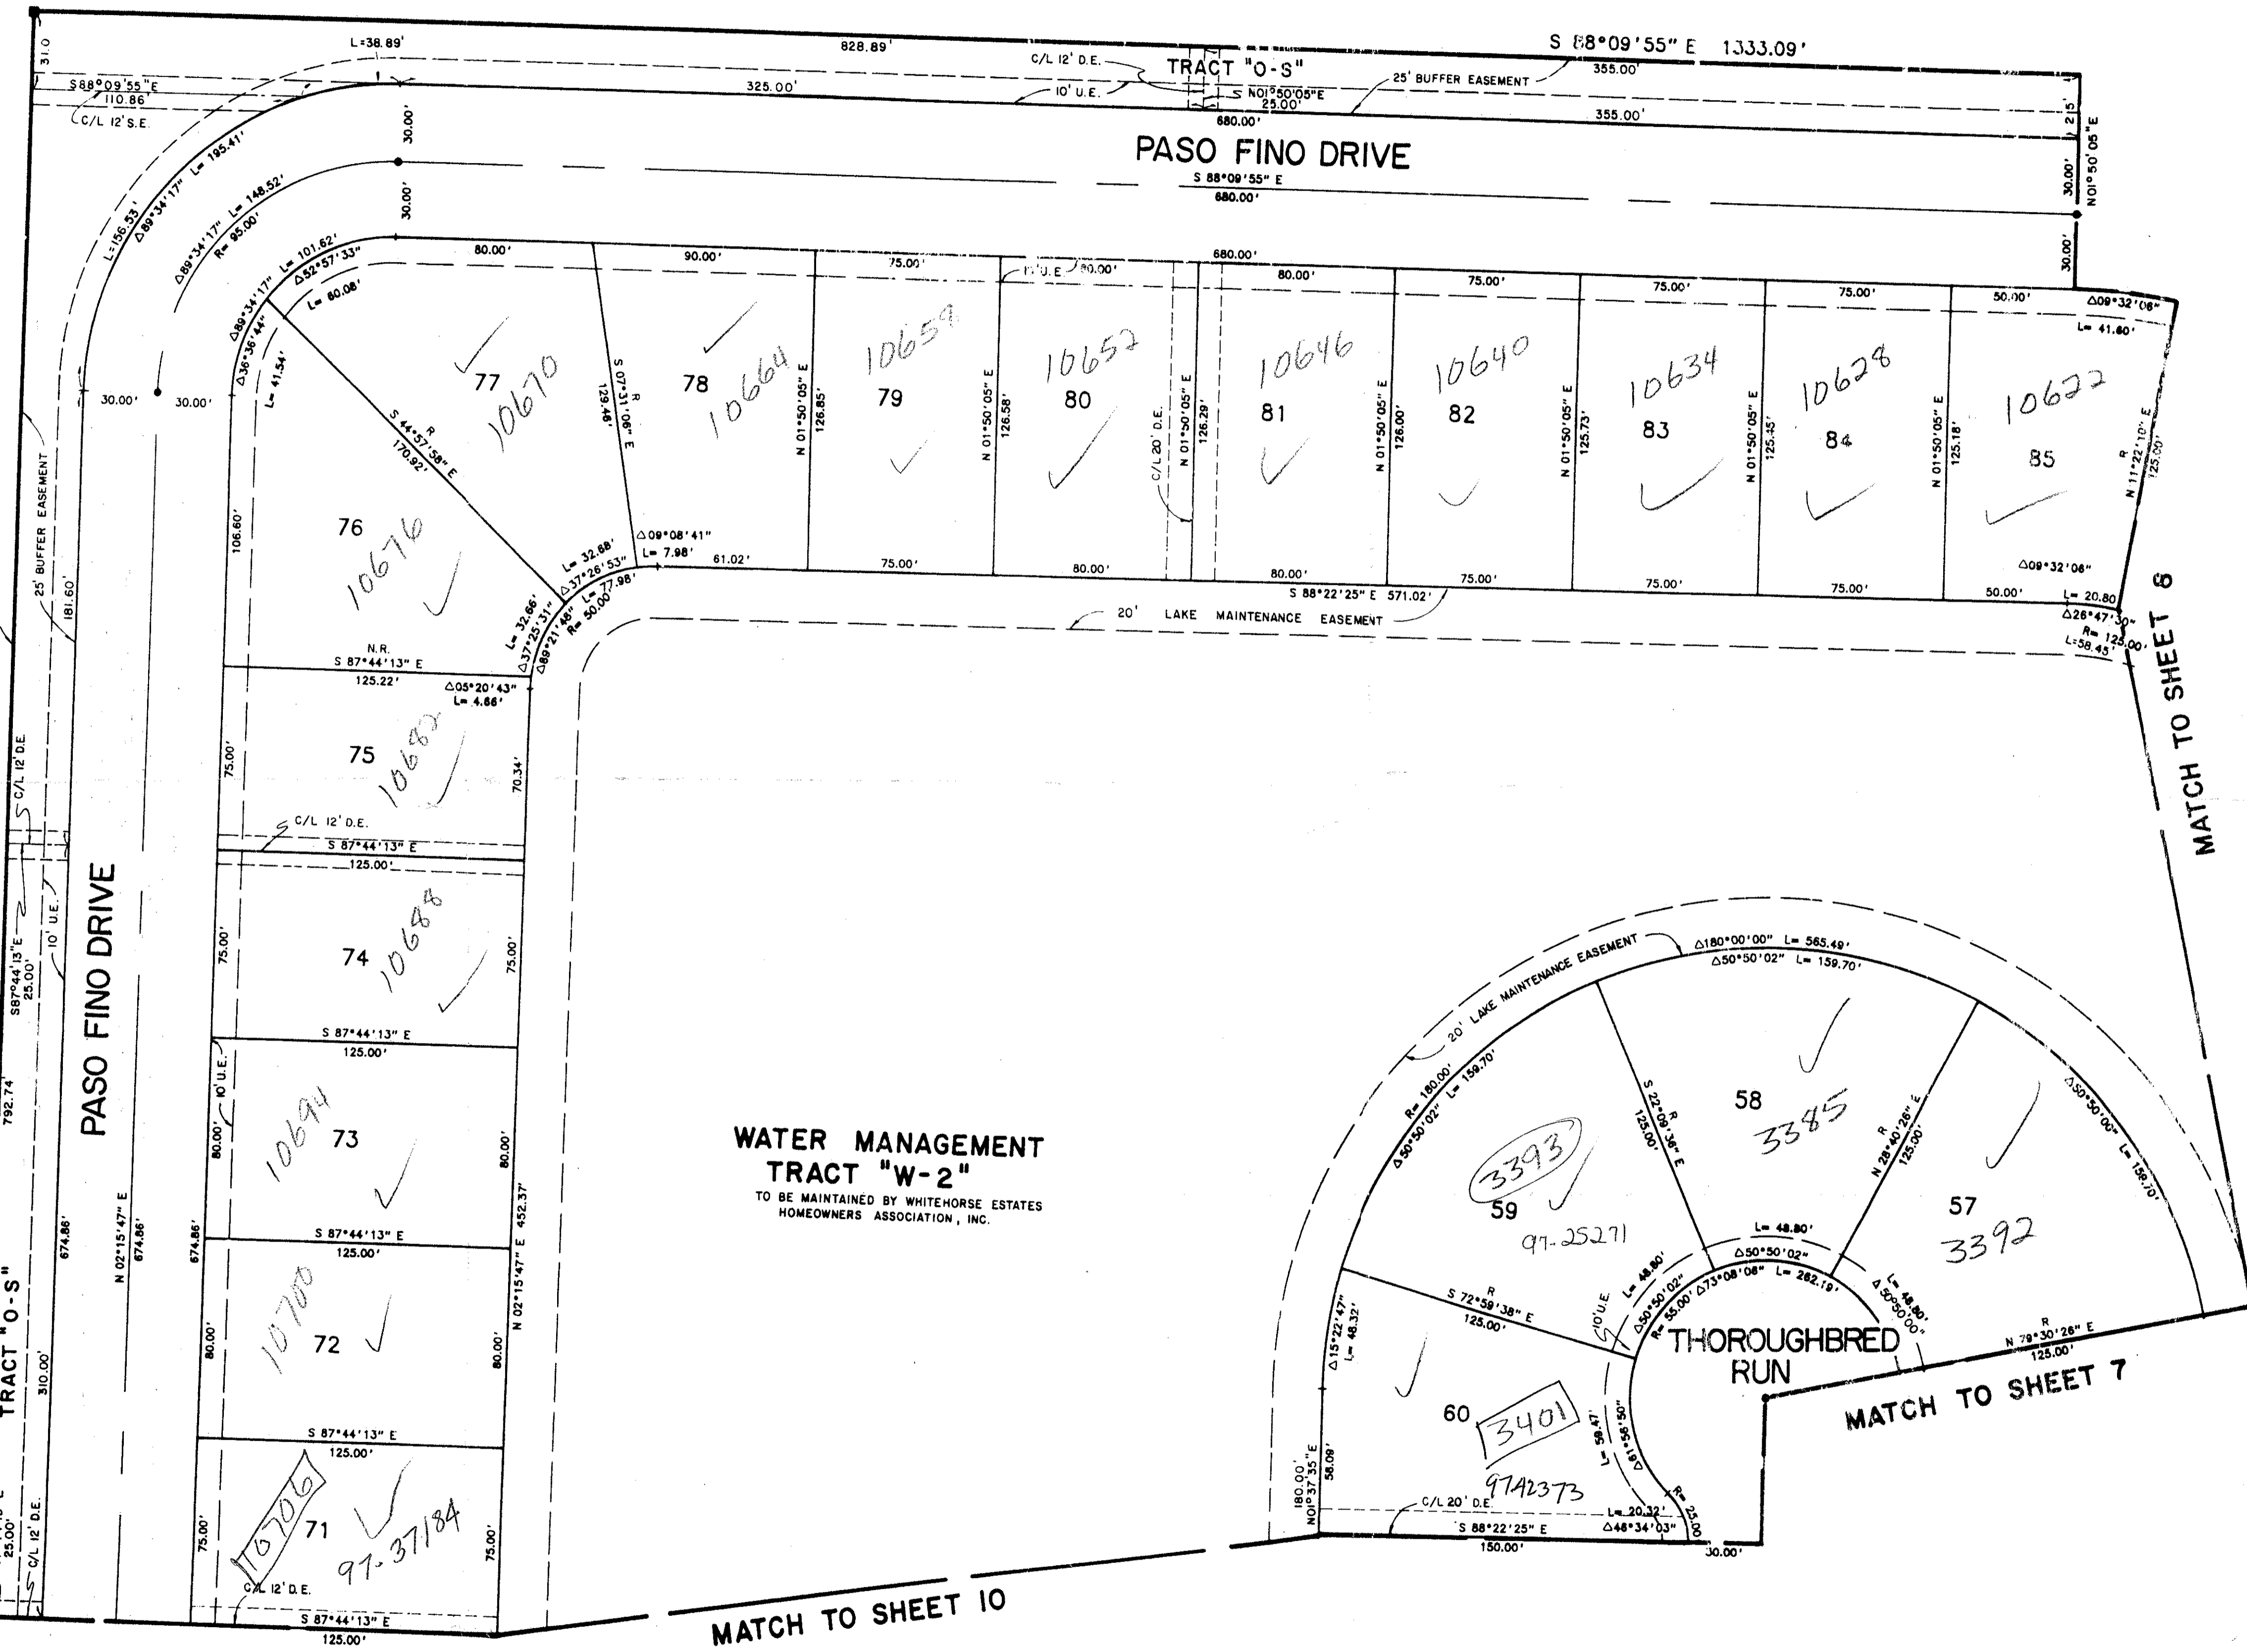 S 88°09'55" E 1333.09'
31.0
L=38.89'
828.89'
C/L 12' D.E.
TRACT "O-S"
355.00'
25' BUFFER EASEMENT
S88°09'55"E
110.86'
C/L 12' S.E.
325.00'
10' U.E.
S N01°50'05"E
25.00'
680.00'
355.00'
N01°50'05"E
30.00'
PASO FINO DRIVE
S 88°09'55" E
680.00'
30.00'
30.00'
30.00'
L=156.53'
Δ89°34'17" L= 195.41'
Δ89°34'17" L= 148.52'
R= 95.00'
Δ89°34'17" L= 101.62'
Δ52°57'33"
L= 60.08'
Δ36°36'44"
L= 41.54'
30.00'
30.00'
80.00'
90.00'
75.00'
80.00'
680.00'
80.00'
75.00'
75.00'
75.00'
50.00'
Δ09°32'06"
L= 41.60'
77
10670
78
10664
79
10658
80
10652
81
10646
82
10640
83
10634
84
10628
85
10622
R
S 44°57'58" E
170.92'
R
S 07°31'06" E
129.46'
N 01°50'05" E
126.85'
N 01°50'05" E
126.58'
C/L 20' D.E.
N 01°50'05" E
126.29'
N 01°50'05" E
126.00'
N 01°50'05" E
125.73'
N 01°50'05" E
125.45'
N 01°50'05" E
125.18'
R
N 11°22'10" E
125.00'
Δ09°08'41"
L= 7.98'
61.02'
75.00'
80.00'
80.00'
75.00'
75.00'
75.00'
50.00'
Δ09°32'06"
L= 20.80
S 88°22'25" E 571.02'
20' LAKE MAINTENANCE EASEMENT
Δ26°47'30"
R= 125.00'
L=58.45'
MATCH TO SHEET 6
L= 32.68'
Δ37°26'53"
L= 77.98'
R= 50.00'
L= 32.66'
Δ37°25'31"
Δ89°21'48"
25' BUFFER EASEMENT
181.60'
106.60'
76
10676
N.R.
S 87°44'13" E
125.22'
Δ05°20'43"
L= 4.66'
75.00'
75
10682
70.34'
C/L 12' D.E.
C/L 12' D.E.
S 87°44'13" E
125.00'
S87°44'13"E
25.00'
10' U.E.
75.00'
74
10688
75.00'
S 87°44'13" E
125.00'
10' U.E.
792.74'
PASO FINO DRIVE
80.00'
73
10694
80.00'
S 87°44'13" E
125.00'
N 02°15'47" E
674.86'
674.86'
674.86'
N 02°15'47" E 452.37'
TRACT "O-S"
310.00'
80.00'
72
10700
80.00'
S 87°44'13" E
125.00'
75.00'
71
10706
97-37184
75.00'
C/L 12' D.E.
25.00'
C/L 12' D.E.
S 87°44'13" E
125.00'
WATER MANAGEMENT
TRACT "W-2"
TO BE MAINTAINED BY WHITEHORSE ESTATES
HOMEOWNERS ASSOCIATION, INC.
MATCH TO SHEET 10
20' LAKE MAINTENANCE EASEMENT
Δ180°00'00" L= 565.49'
Δ50°50'02" L= 159.70'
R= 180.00'
Δ50°50'02" L= 159.70'
Δ50°50'00" L= 159.70'
R
S 22°09'36" E
125.00'
58
3385
R
N 28°40'26" E
125.00'
3393
59
97-25271
57
3392
L= 48.80'
Δ50°50'02"
L= 48.80'
Δ50°50'02"
R= 55.00' Δ73°08'06" L= 262.19'
L= 48.80'
Δ50°50'00"
10' U.E.
R
S 72°59'38" E
125.00'
Δ15°22'47"
L= 48.32'
THOROUGHBRED
RUN
R
N 79°30'26" E
125.00'
MATCH TO SHEET 7
60
3401
97-42373
L= 59.47'
Δ61°56'50"
180.00'
N01°37'35"E
58.09'
C/L 20' D.E.
L= 20.32'
Δ46°34'03"
R= 25.00
S 88°22'25" E
150.00'
30.00'